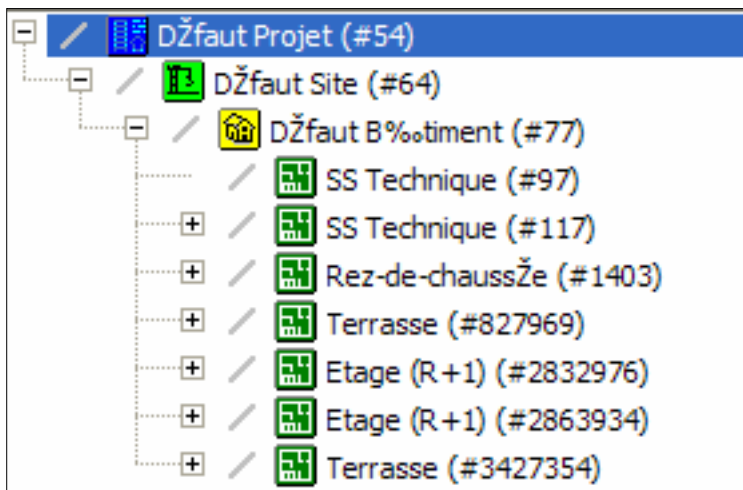 DŽfaut Projet (#54)
DŽfaut Site (#64)
DŽfaut B‰timent (#77)
SS Technique (#97)
SS Technique (#117)
Rez-de-chaussŽe (#1403)
Terrasse (#827969)
Etage (R+1) (#2832976)
Etage (R+1) (#2863934)
Terrasse (#3427354)